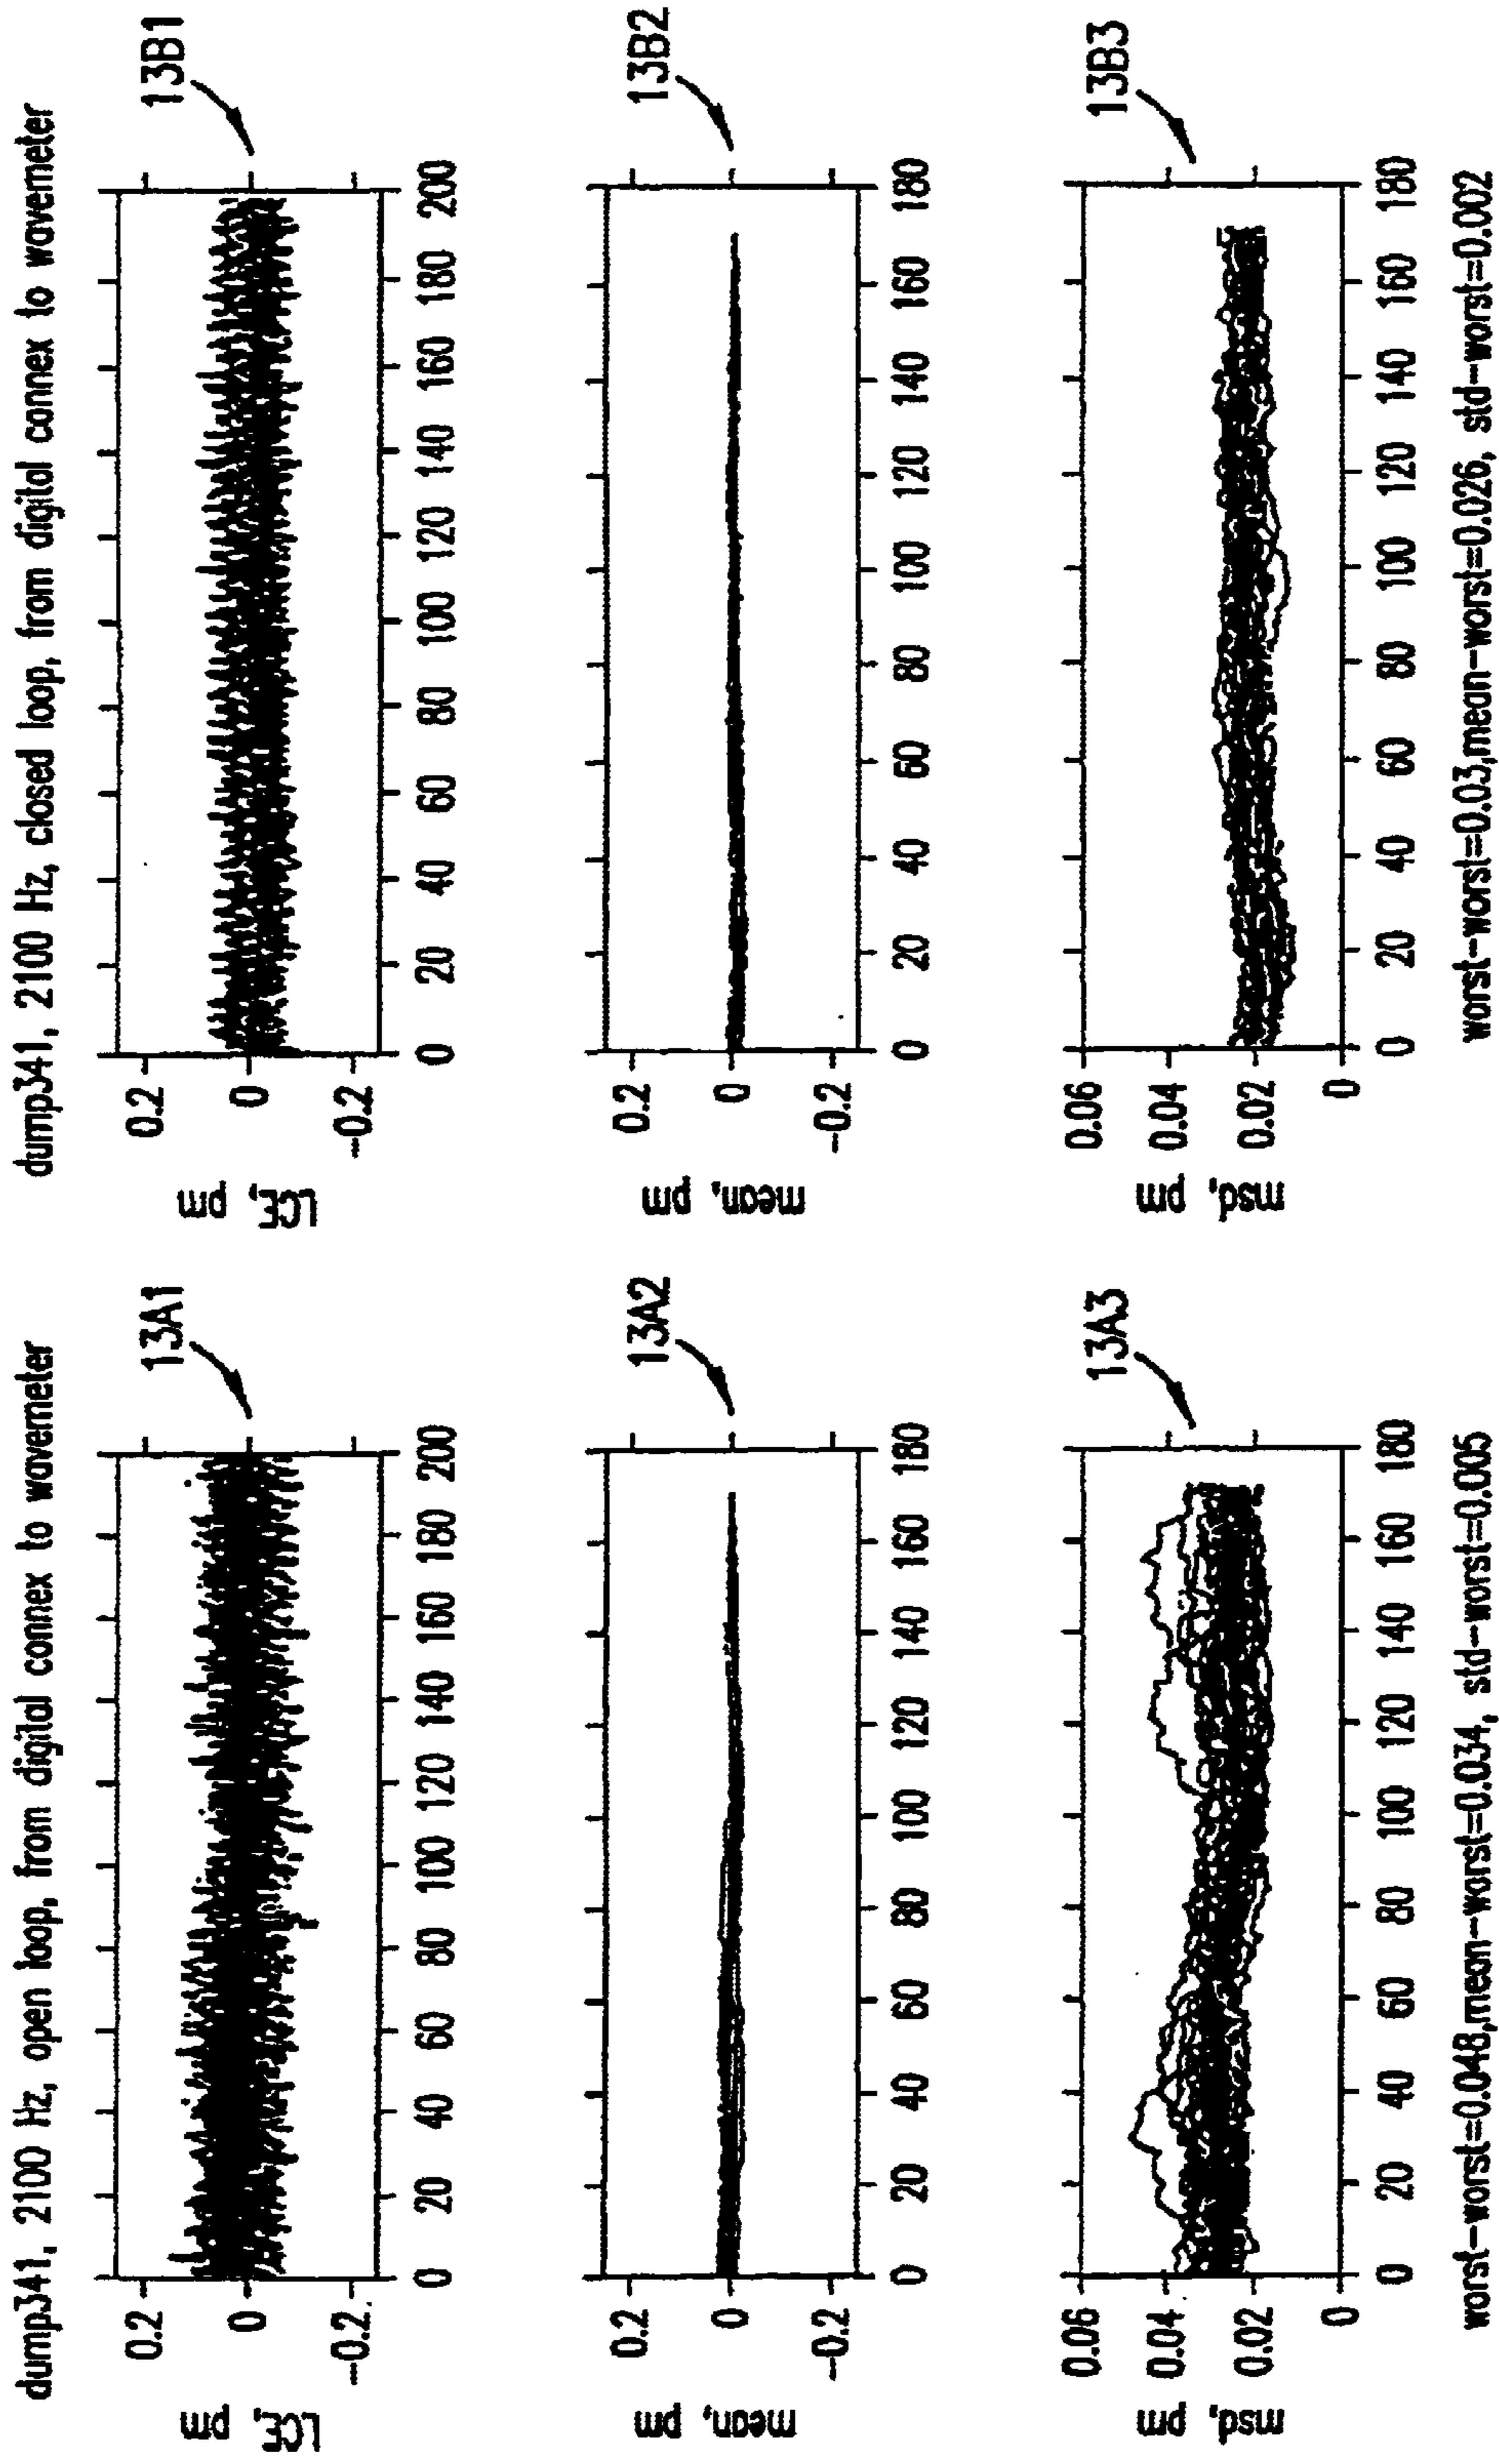 dump341, 2100 Hz, open loop, from digital connex to wavemeter
13A1
LCE, pm
0.2
0
-0.2
0 20 40 60 80 100 120 140 160 180 200
13A2
mean, pm
0.2
0
-0.2
0 20 40 60 80 100 120 140 160 180
13A3
msd, pm
0.06
0.04
0.02
0
0 20 40 60 80 100 120 140 160 180
worst-worst=0.048,mean-worst=0.034, std-worst=0.005
dump341, 2100 Hz, closed loop, from digital connex to wavemeter
13B1
LCE, pm
0.2
0
-0.2
0 20 40 60 80 100 120 140 160 180 200
13B2
mean, pm
0.2
0
-0.2
0 20 40 60 80 100 120 140 160 180
13B3
msd, pm
0.06
0.04
0.02
0
0 20 40 60 80 100 120 140 160 180
worst-worst=0.03,mean-worst=0.026, std-worst=0.002